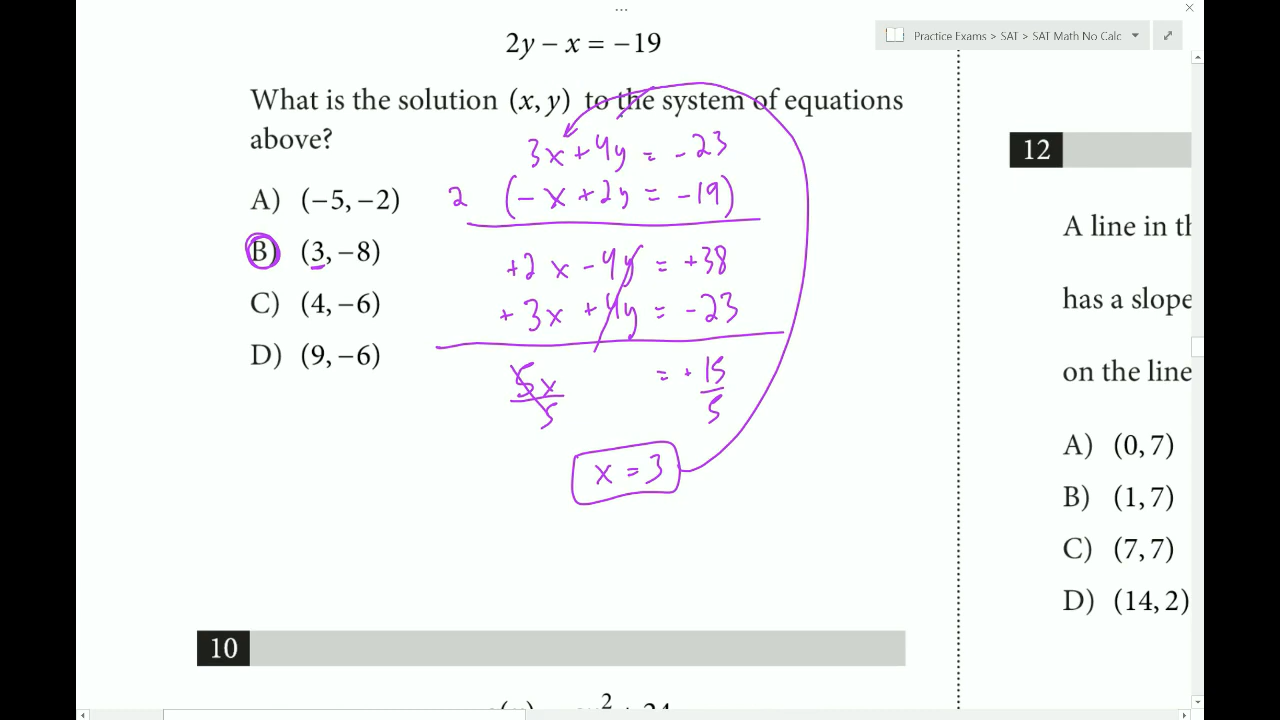 ...
Practice Exams > SAT > SAT Math No Calc
2y − x = −19
What is the solution (x, y) to the system of equations
above?
3x + 4y = -23
2 (-x + 2y = -19)
A) (−5, −2)
B) (3, −8)
C) (4, −6)
D) (9, −6)
+2x - 4y = +38
+3x + 4y = -23
5x/5 = +15/5
x = 3
10
12
A line in th
has a slope
on the line
A) (0, 7)
B) (1, 7)
C) (7, 7)
D) (14, 2)